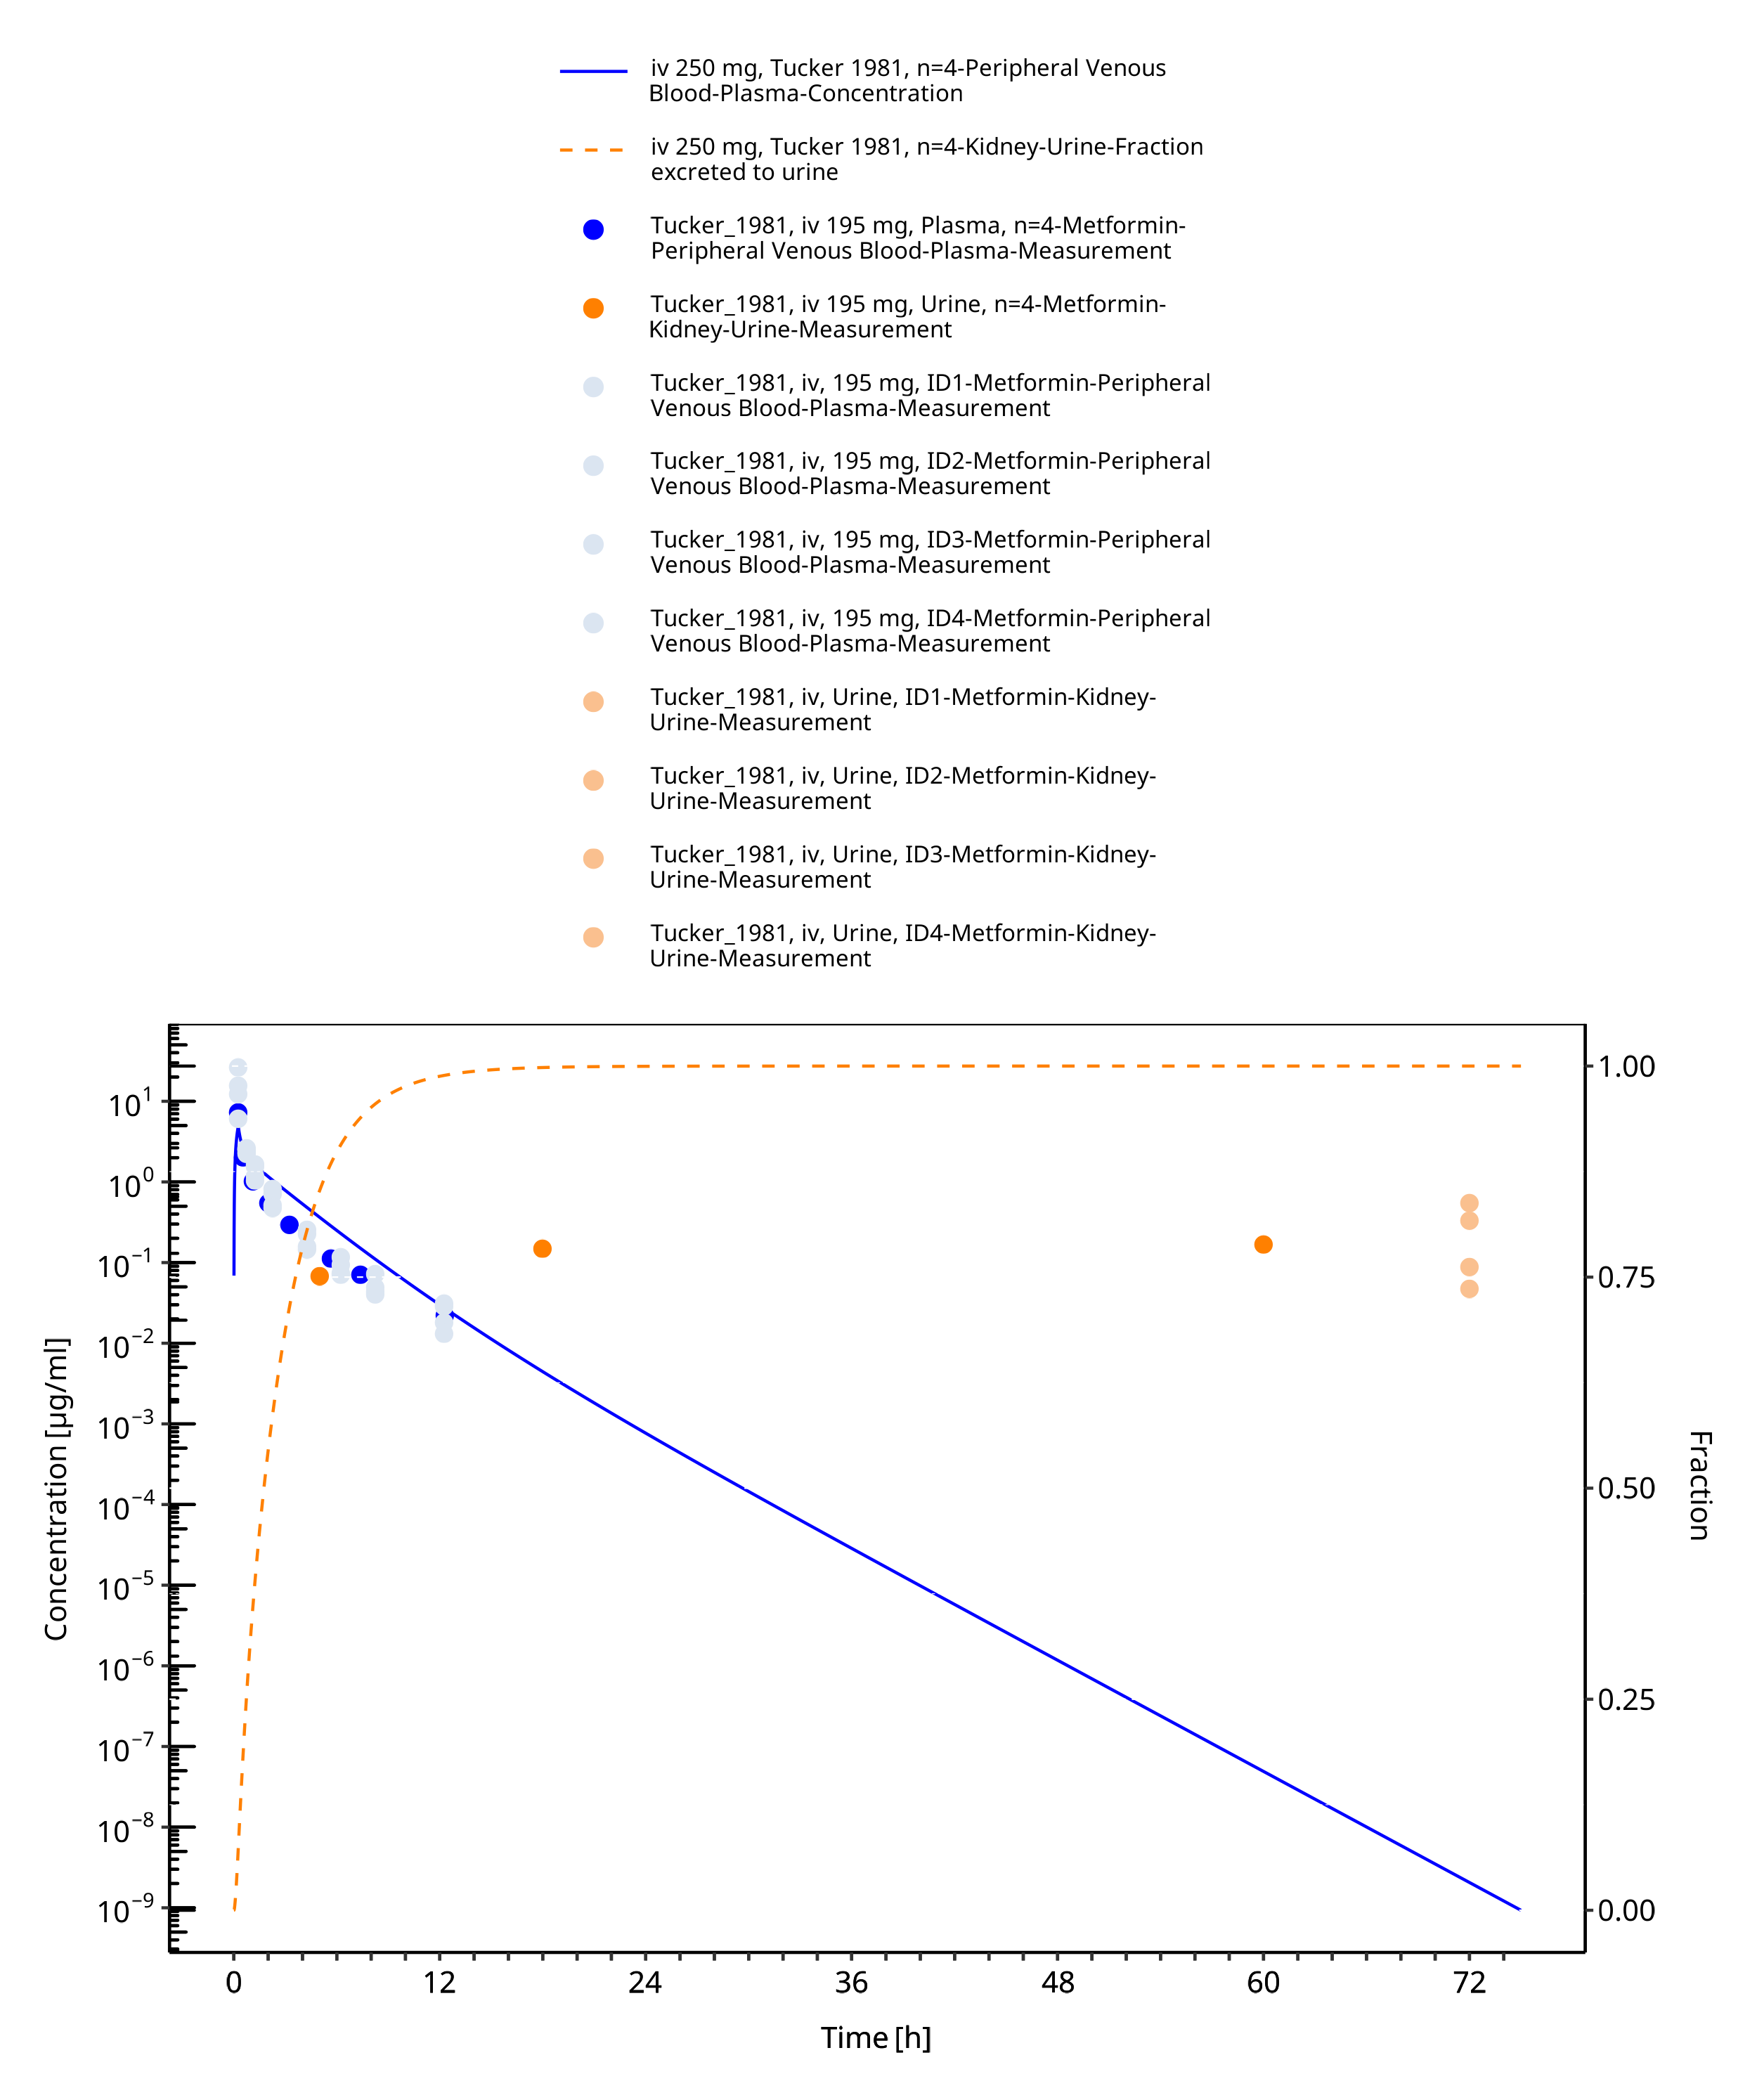 iv 250 mg, Tucker 1981, n=4-Peripheral Venous
Blood-Plasma-Concentration
iv 250 mg, Tucker 1981, n=4-Kidney-Urine-Fraction
excreted to urine
Tucker_1981, iv 195 mg, Plasma, n=4-Metformin-
Peripheral Venous Blood-Plasma-Measurement
Tucker_1981, iv 195 mg, Urine, n=4-Metformin-
Kidney-Urine-Measurement
Tucker_1981, iv, 195 mg, ID1-Metformin-Peripheral
Venous Blood-Plasma-Measurement
Tucker_1981, iv, 195 mg, ID2-Metformin-Peripheral
Venous Blood-Plasma-Measurement
Tucker_1981, iv, 195 mg, ID3-Metformin-Peripheral
Venous Blood-Plasma-Measurement
Tucker_1981, iv, 195 mg, ID4-Metformin-Peripheral
Venous Blood-Plasma-Measurement
Tucker_1981, iv, Urine, ID1-Metformin-Kidney-
Urine-Measurement
Tucker_1981, iv, Urine, ID2-Metformin-Kidney-
Urine-Measurement
Tucker_1981, iv, Urine, ID3-Metformin-Kidney-
Urine-Measurement
Tucker_1981, iv, Urine, ID4-Metformin-Kidney-
Urine-Measurement
Concentration [µg/ml]
10¹
10⁰
10⁻¹
10⁻²
10⁻³
10⁻⁴
10⁻⁵
10⁻⁶
10⁻⁷
10⁻⁸
10⁻⁹
1.00
0.75
0.50
0.25
0.00
Fraction
0 12 24 36 48 60 72
Time [h]